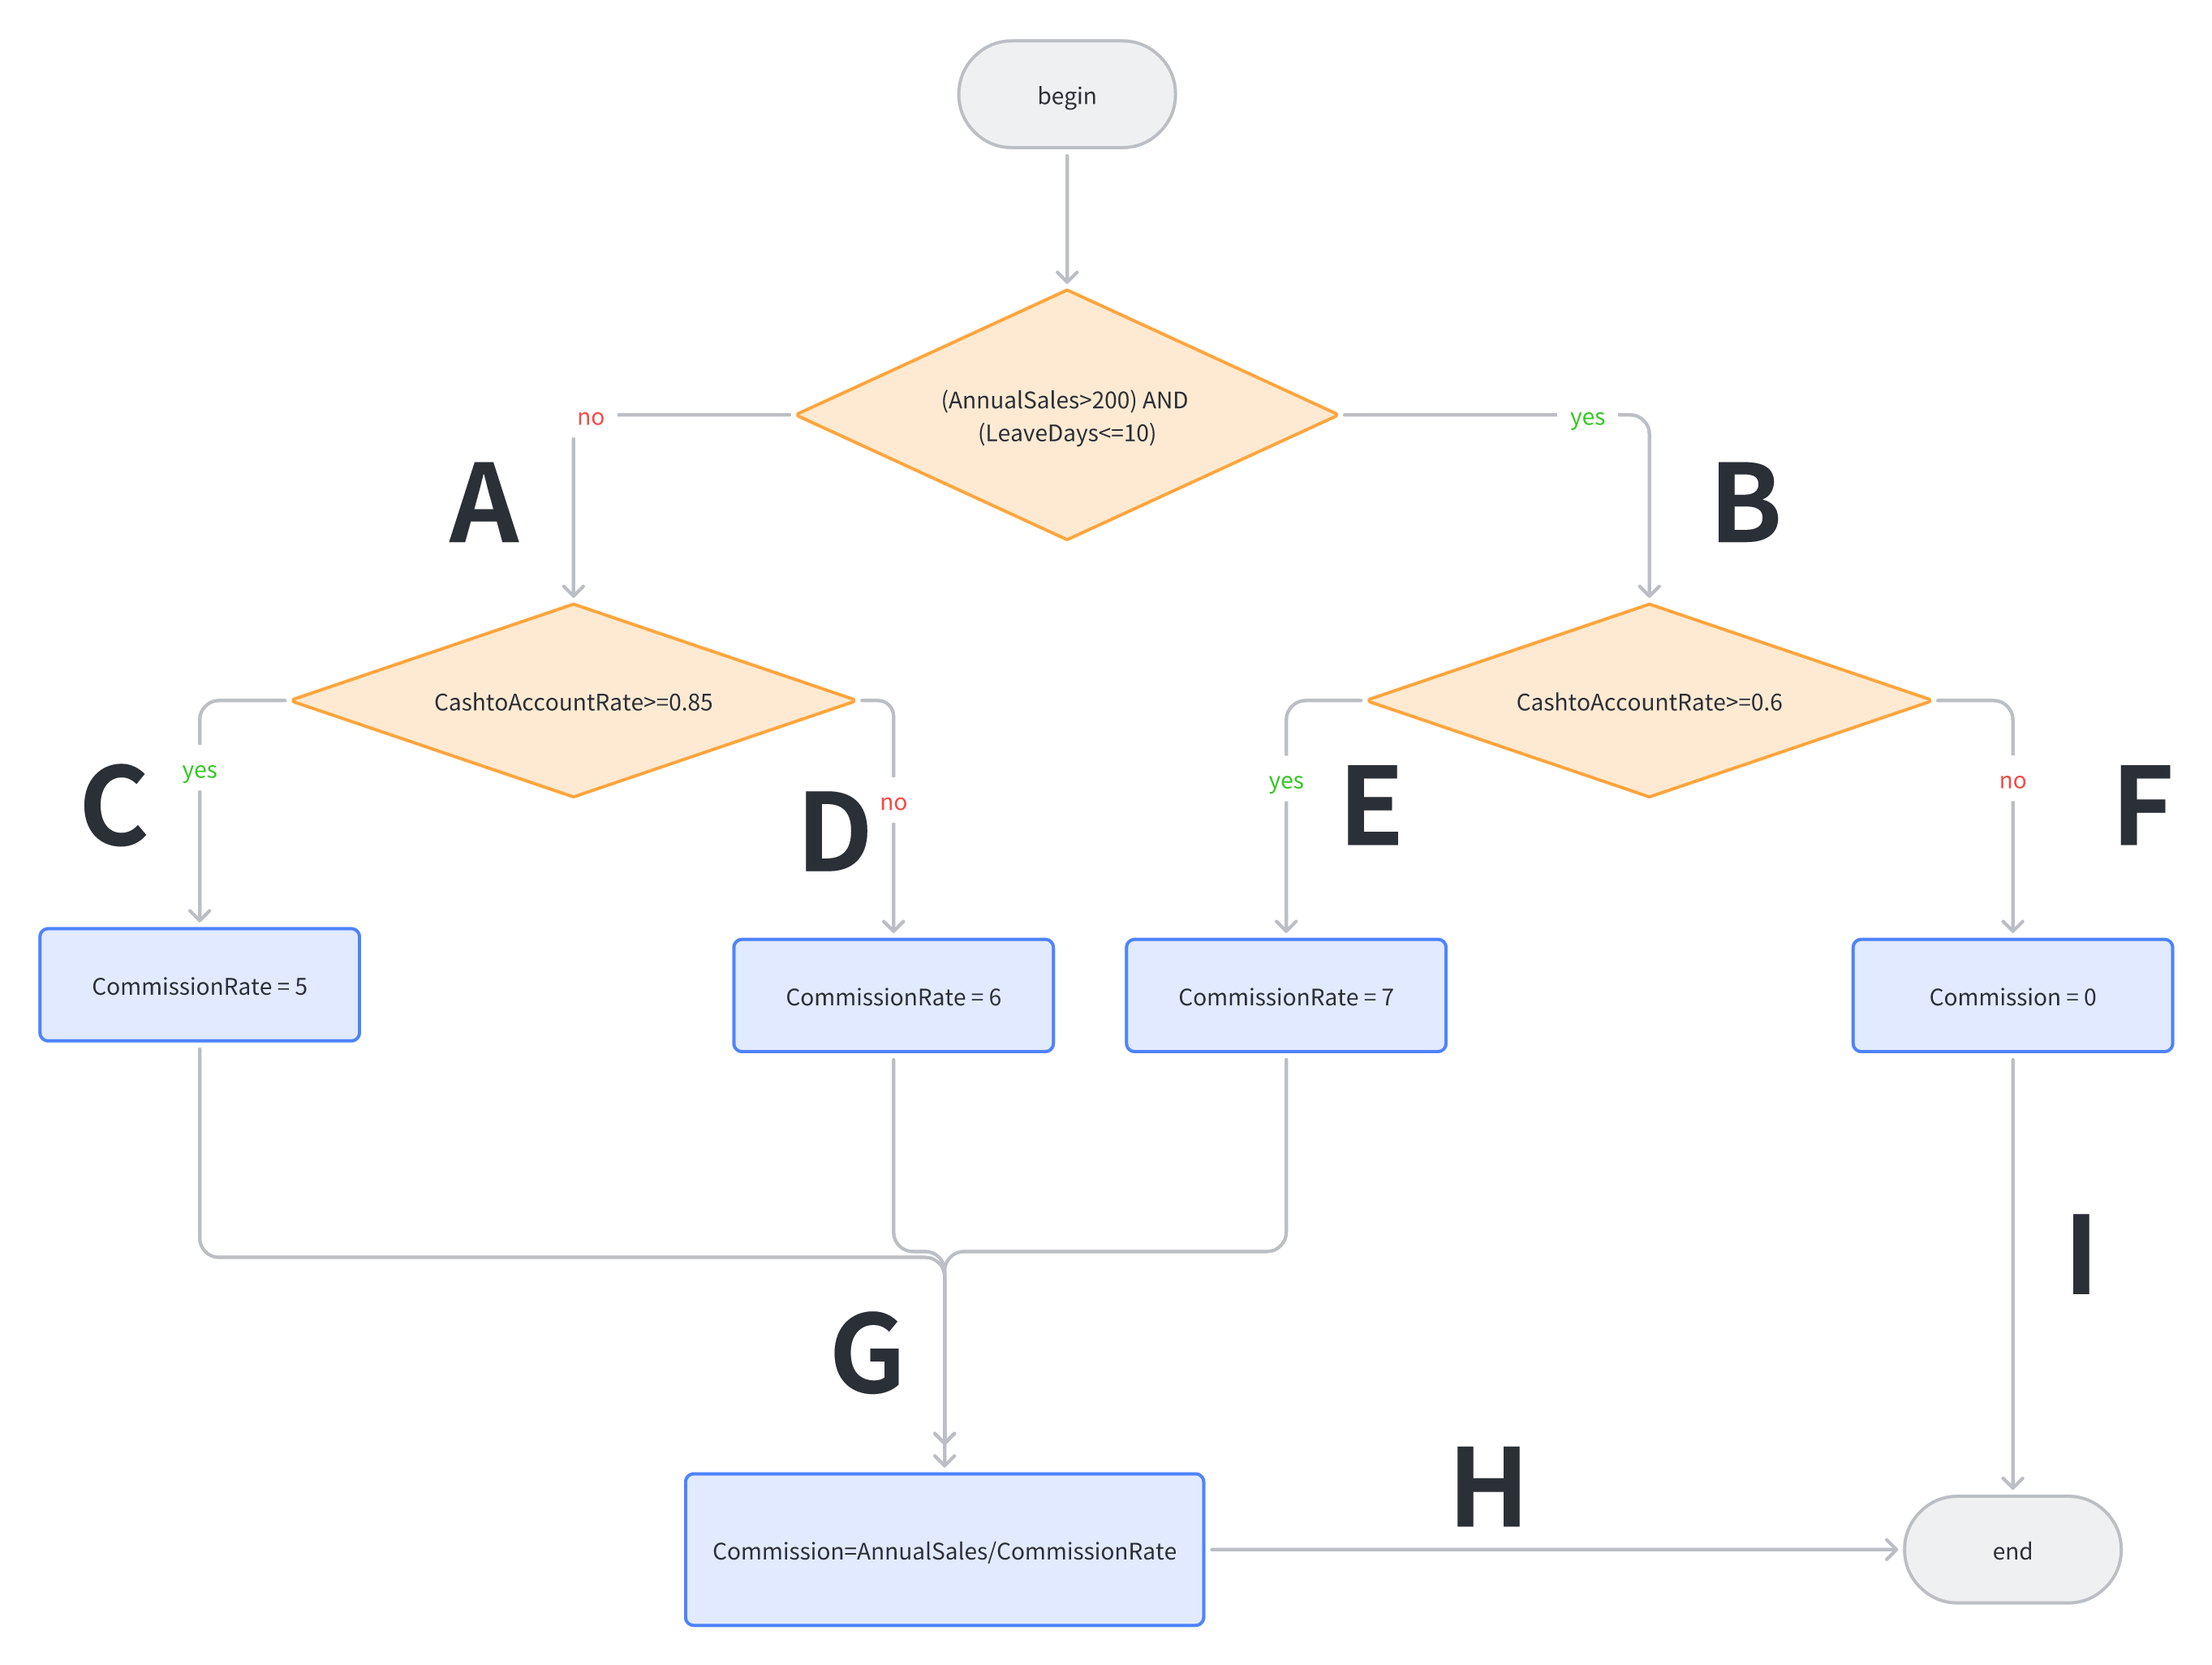 begin
(AnnualSales>200) AND
(LeaveDays<=10)
no
yes
A
B
CashtoAccountRate>=0.85
CashtoAccountRate>=0.6
yes
no
yes
no
C
D
E
F
CommissionRate = 5
CommissionRate = 6
CommissionRate = 7
Commission = 0
I
G
H
Commission=AnnualSales/CommissionRate
end